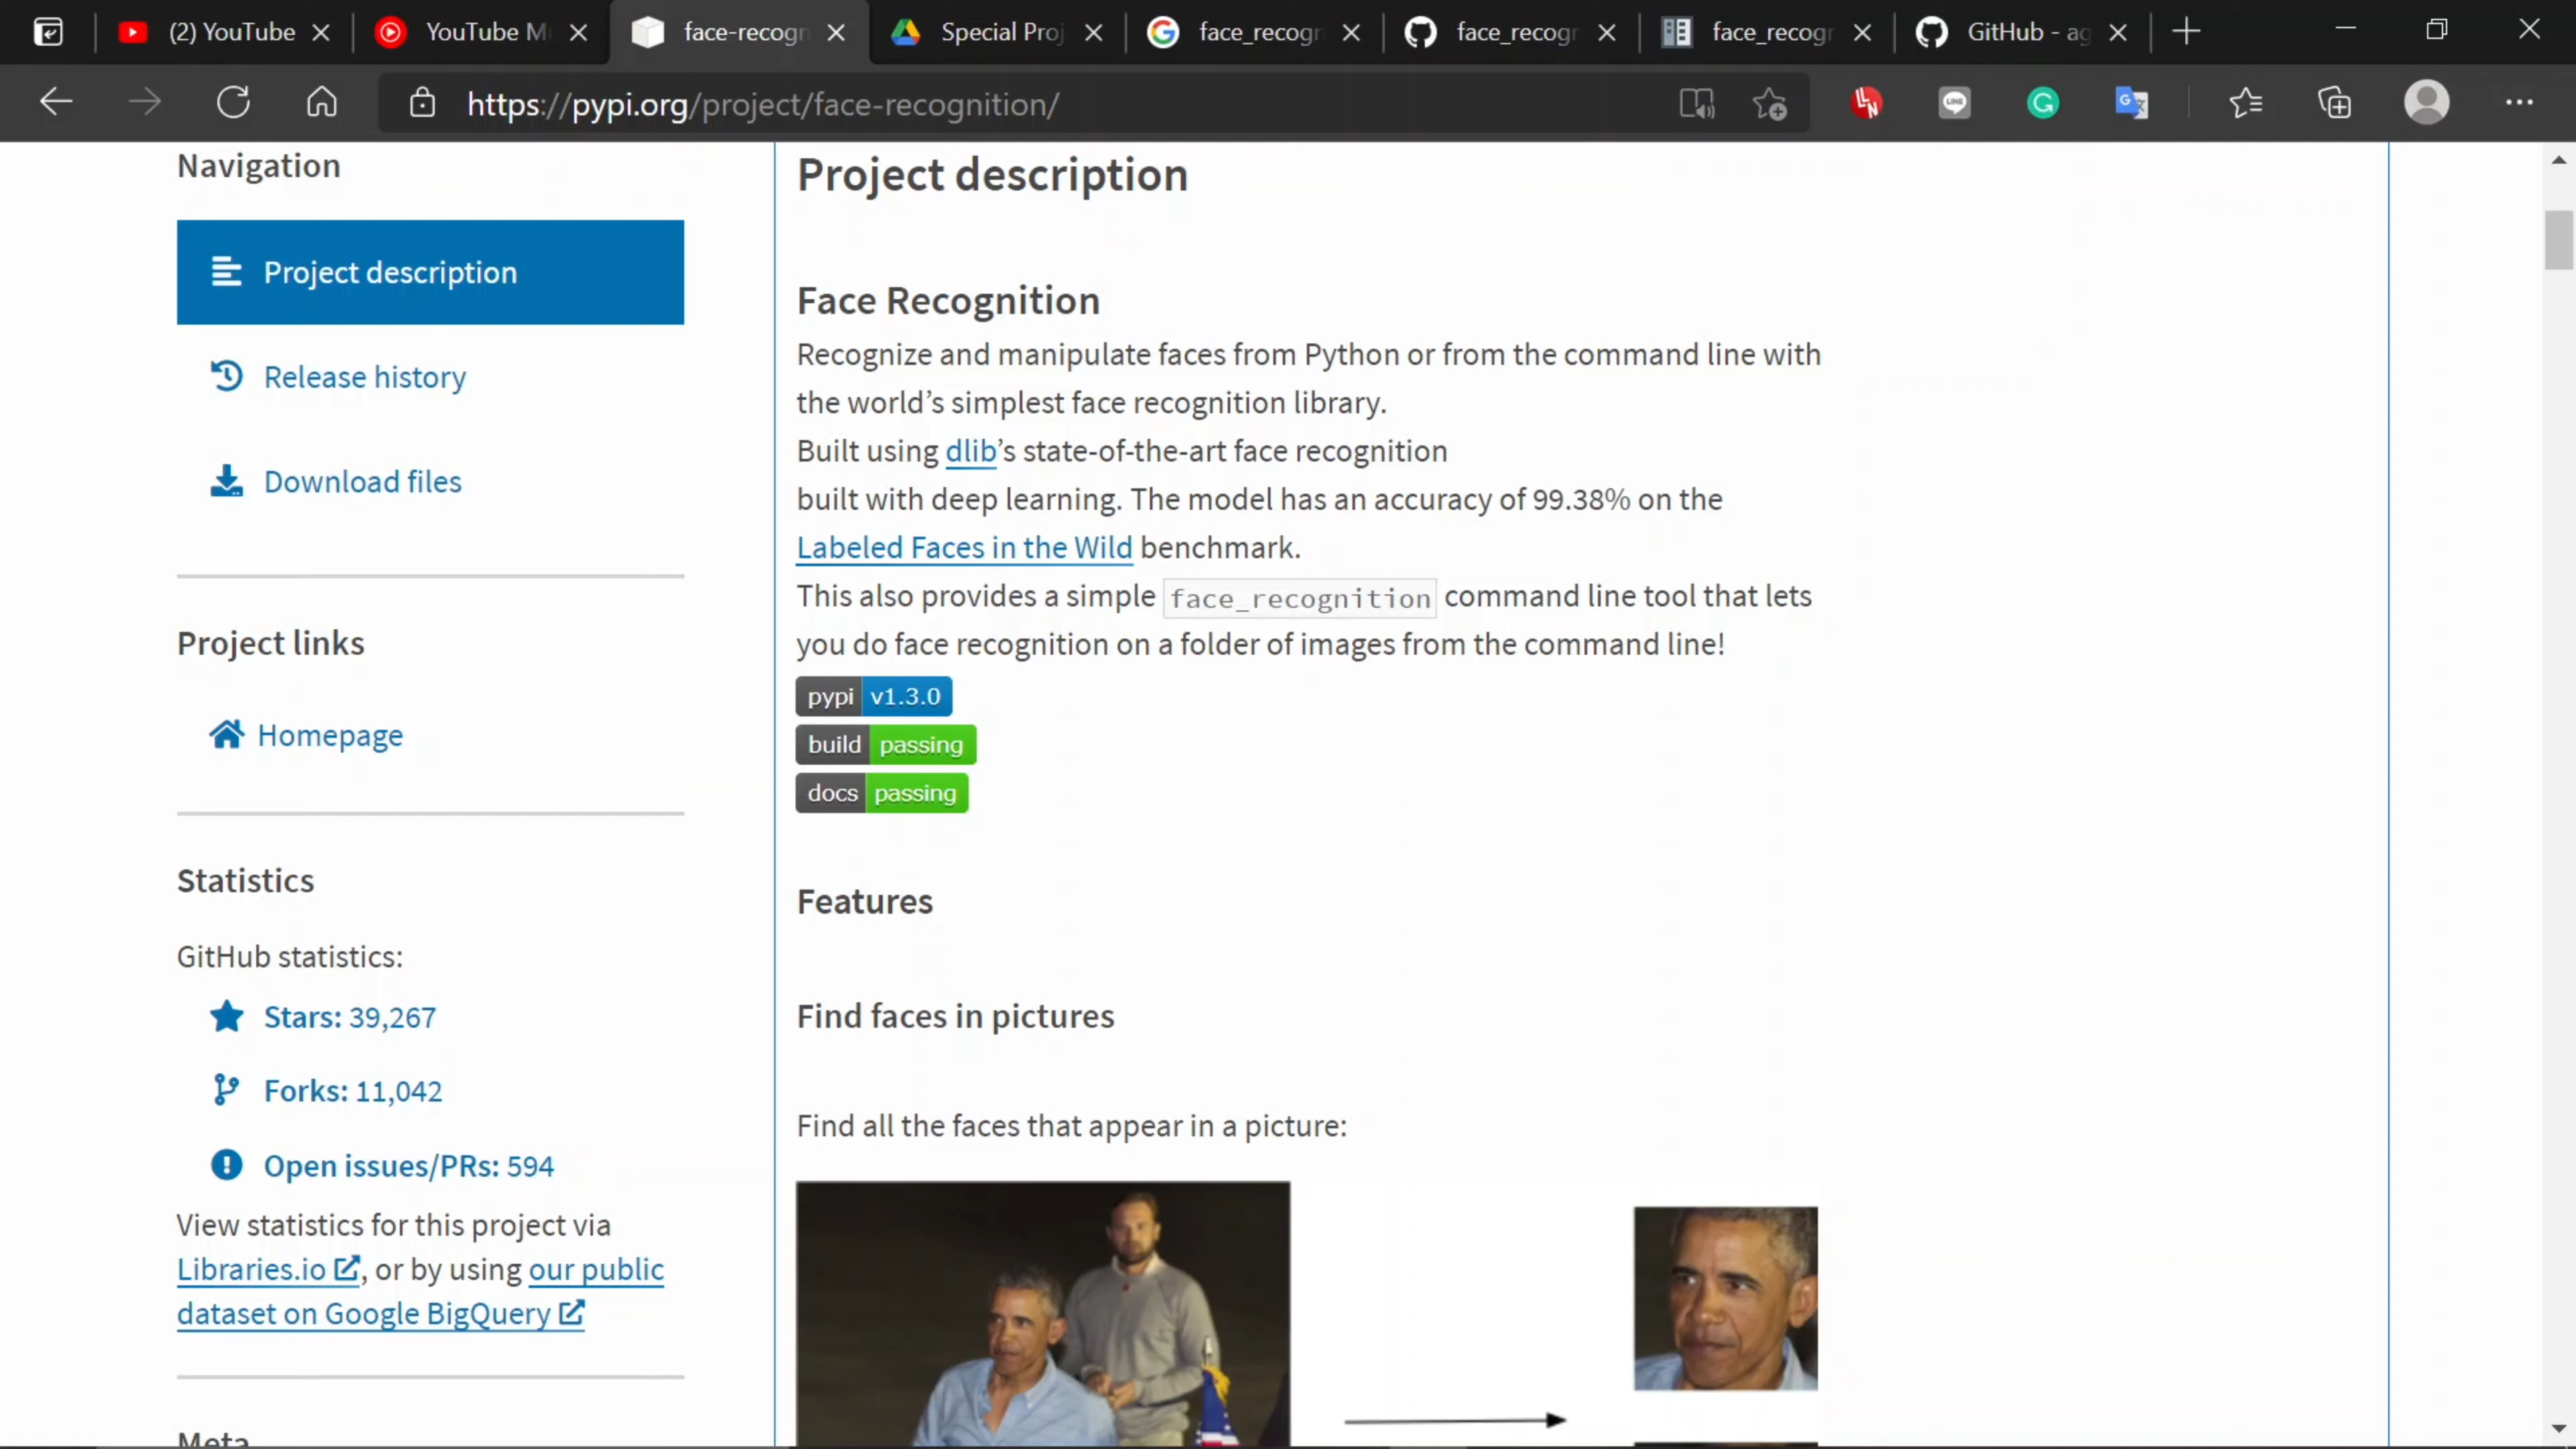 (2) YouTube
YouTube M
face-recogn
Special Proj
face_recogn
face_recogr
face_recogr
GitHub - ag
https://pypi.org/project/face-recognition/
Navigation
Project description
Release history
Download files
Project links
Homepage
Statistics
GitHub statistics:
Stars: 39,267
Forks: 11,042
Open issues/PRs: 594
View statistics for this project via
Libraries.io, or by using our public
dataset on Google BigQuery
Meta
Project description
Face Recognition
Recognize and manipulate faces from Python or from the command line with
the world’s simplest face recognition library.
Built using dlib’s state-of-the-art face recognition
built with deep learning. The model has an accuracy of 99.38% on the
Labeled Faces in the Wild benchmark.
This also provides a simple face_recognition command line tool that lets
you do face recognition on a folder of images from the command line!
pypi v1.3.0
build passing
docs passing
Features
Find faces in pictures
Find all the faces that appear in a picture: